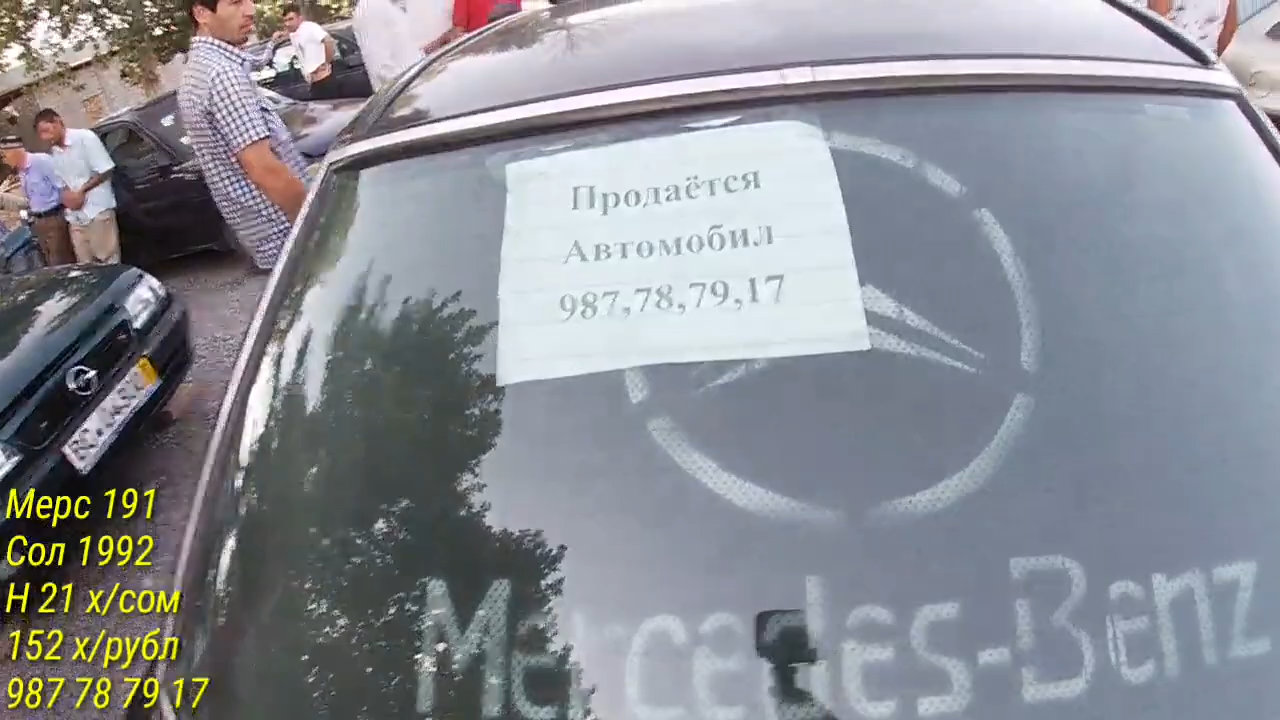 Продаётся
Автомобил
987,78,79,17
Mercedes-Benz
Мерс 191
Сол 1992
Н 21 х/сом
152 х/рубл
987 78 79 17